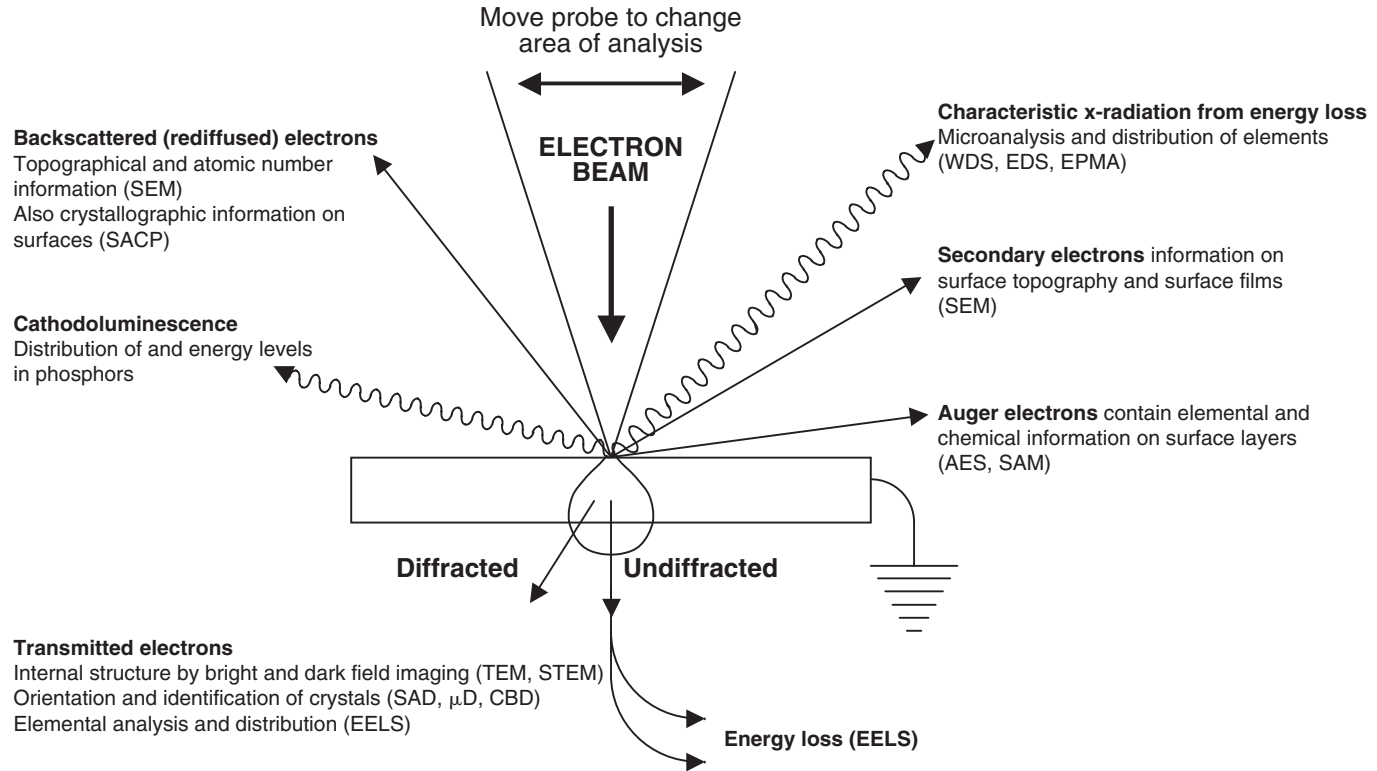 Move probe to change
area of analysis
ELECTRON
BEAM
Backscattered (rediffused) electrons
Topographical and atomic number
information (SEM)
Also crystallographic information on
surfaces (SACP)
Cathodoluminescence
Distribution of and energy levels
in phosphors
Characteristic x-radiation from energy loss
Microanalysis and distribution of elements
(WDS, EDS, EPMA)
Secondary electrons information on
surface topography and surface films
(SEM)
Auger electrons contain elemental and
chemical information on surface layers
(AES, SAM)
Diffracted
Undiffracted
Transmitted electrons
Internal structure by bright and dark field imaging (TEM, STEM)
Orientation and identification of crystals (SAD, μD, CBD)
Elemental analysis and distribution (EELS)
Energy loss (EELS)